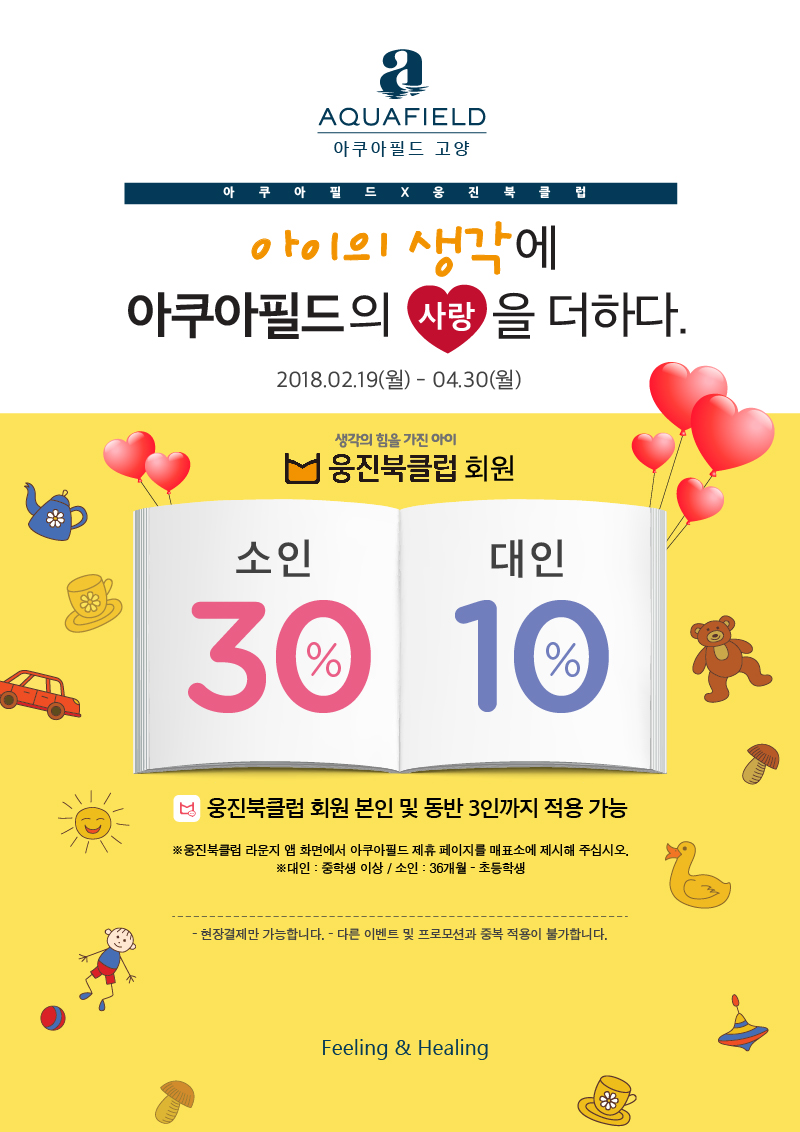 a
AQUAFIELD
아쿠아필드 고양
아쿠아필드X웅진북클럽
아이의 생각에
아쿠아필드의 사랑을 더하다.
2018.02.19(월) - 04.30(월)
생각의 힘을 가진 아이
웅진북클럽 회원
소인 대인
30% 10%
웅진북클럽 회원 본인 및 동반 3인까지 적용 가능
※웅진북클럽 라운지 앱 화면에서 아쿠아필드 제휴 페이지를 매표소에 제시해 주십시오.
※대인 : 중학생 이상 / 소인 : 36개월 - 초등학생
- 현장결제만 가능합니다. - 다른 이벤트 및 프로모션과 중복 적용이 불가합니다.
Feeling & Healing